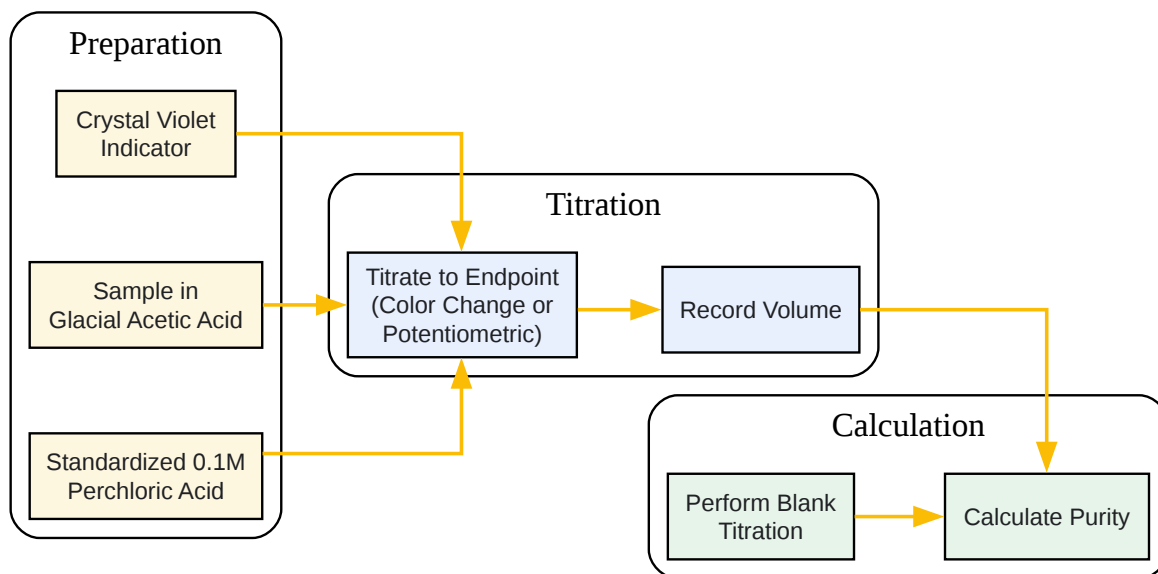 Preparation
Crystal Violet
Indicator
Sample in
Glacial Acetic Acid
Standardized 0.1M
Perchloric Acid
Titration
Titrate to Endpoint
(Color Change or
Potentiometric)
Record Volume
Calculation
Perform Blank
Titration
Calculate Purity